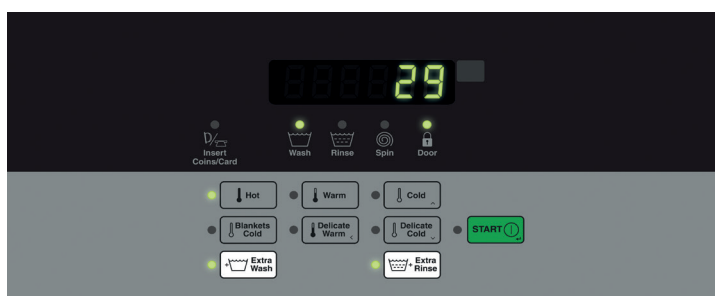 29
Insert
Coins/Card
Wash
Rinse
Spin
Door
Hot
Warm
Cold
Blankets
Cold
Delicate
Warm
Delicate
Cold
START
+ Extra
Wash
+ Extra
Rinse